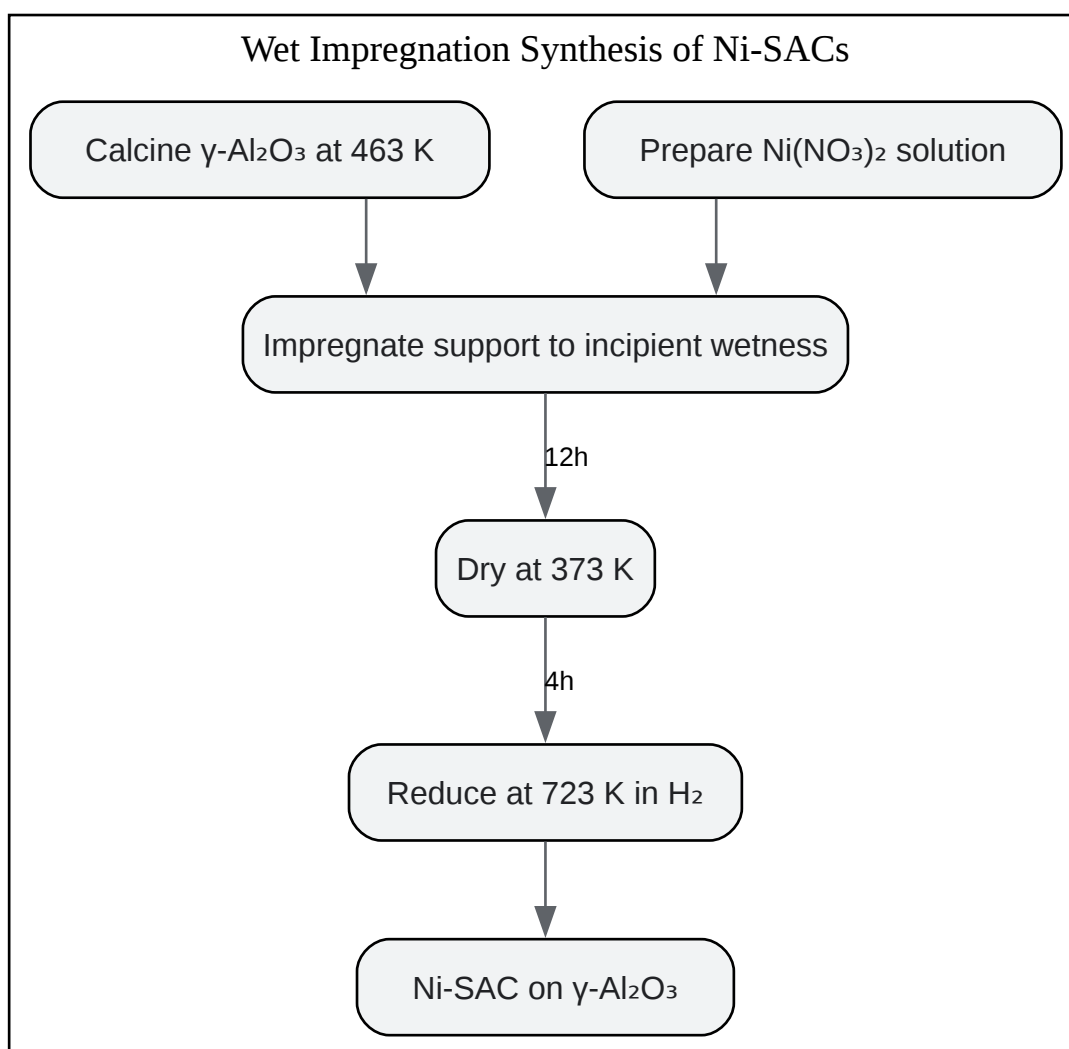 Wet Impregnation Synthesis of Ni-SACs
Calcine γ-Al₂O₃ at 463 K
Prepare Ni(NO₃)₂ solution
Impregnate support to incipient wetness
12h
Dry at 373 K
4h
Reduce at 723 K in H₂
Ni-SAC on γ-Al₂O₃